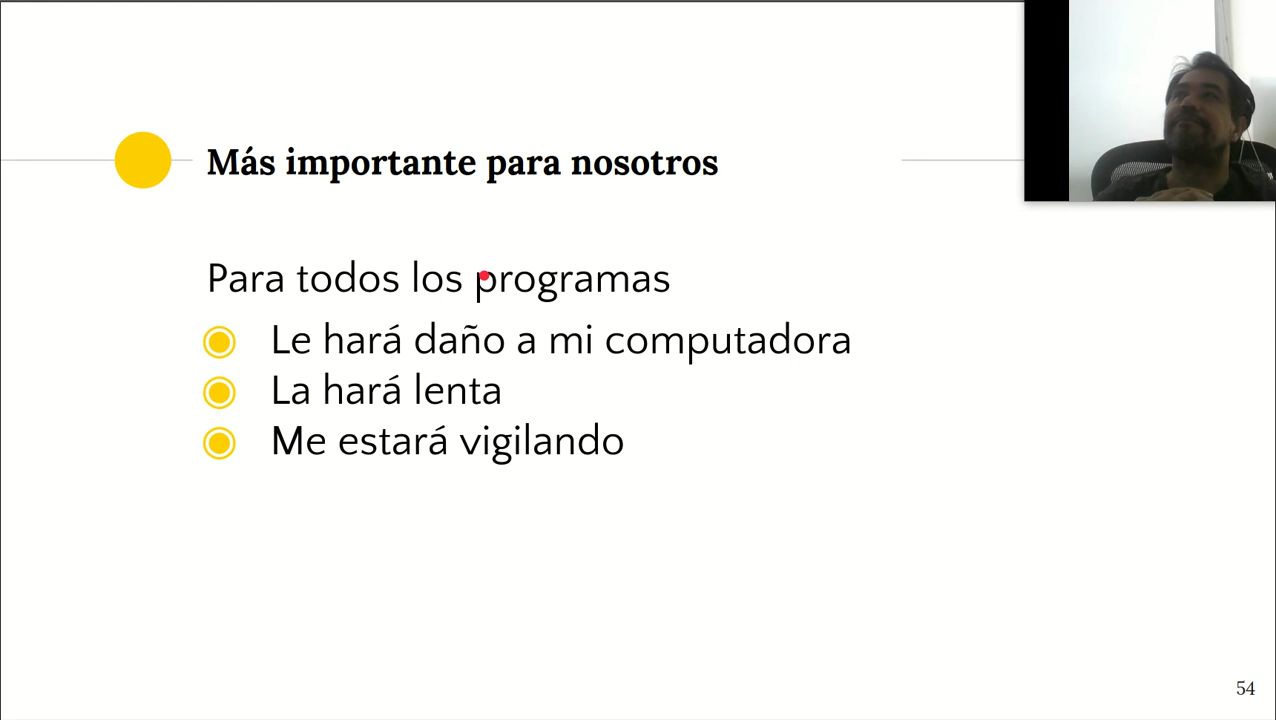 Más importante para nosotros
Para todos los programas
Le hará daño a mi computadora
La hará lenta
Me estará vigilando
54